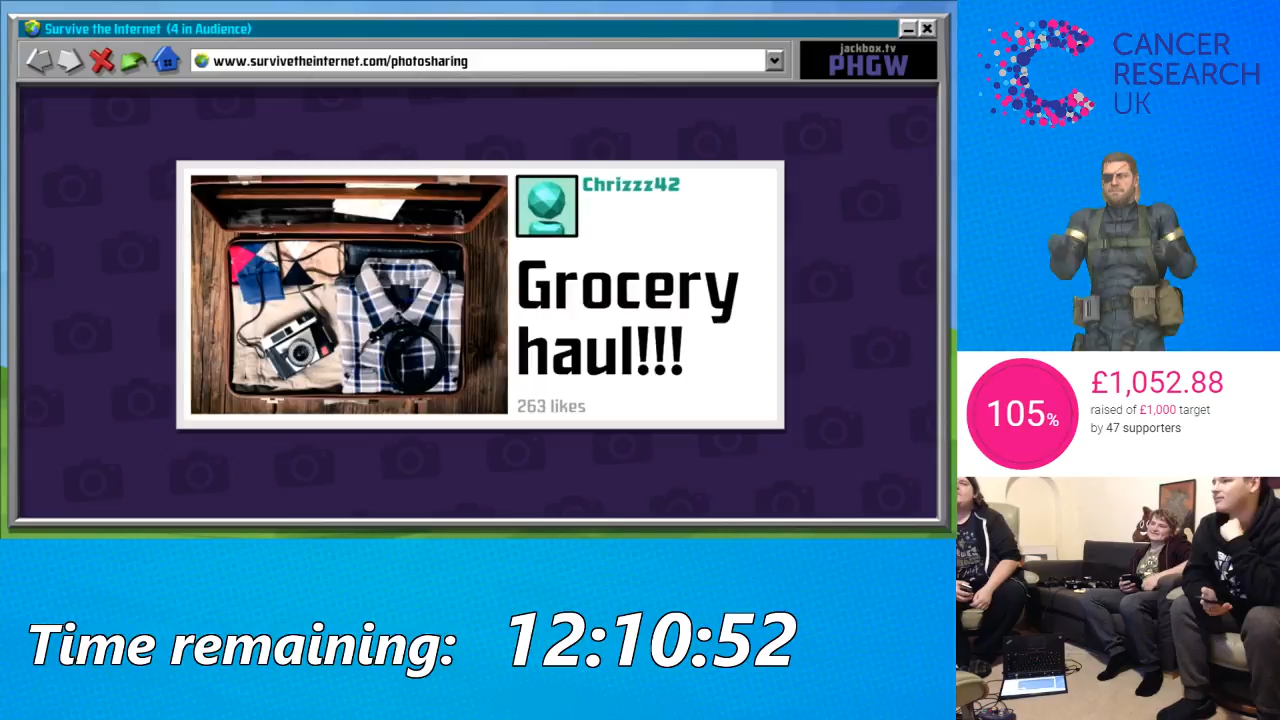 Survive the Internet (4 in Audience)
www.survivetheinternet.com/photosharing
jackbox.tv
PHGW
Chrizzz42
Grocery
haul!!!
263 likes
CANCER
RESEARCH
UK
105%
£1,052.88
raised of £1,000 target
by 47 supporters
Time remaining: 12:10:52